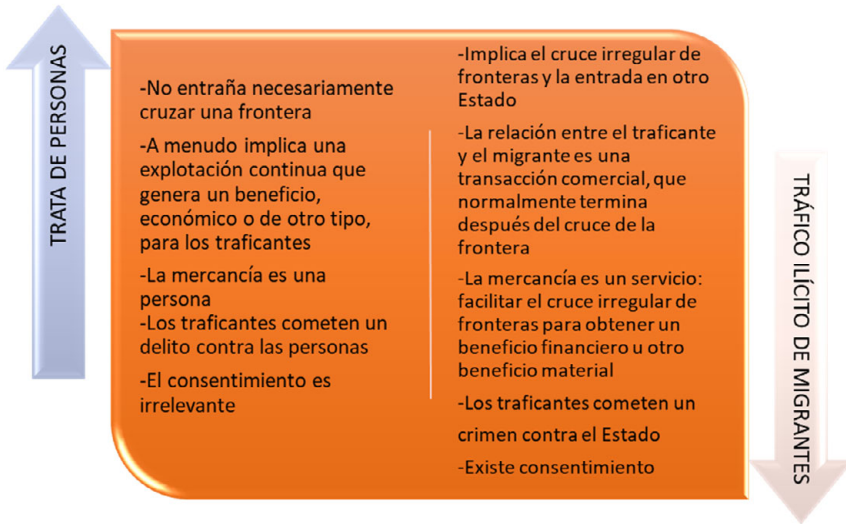 TRATA DE PERSONAS
-No entraña necesariamente
cruzar una frontera
-A menudo implica una
explotación continua que
genera un beneficio,
económico o de otro tipo,
para los traficantes
-La mercancía es una
persona
-Los traficantes cometen un
delito contra las personas
-El consentimiento es
irrelevante
-Implica el cruce irregular de
fronteras y la entrada en otro
Estado
-La relación entre el traficante
y el migrante es una
transacción comercial, que
normalmente termina
después del cruce de la
frontera
-La mercancía es un servicio:
facilitar el cruce irregular de
fronteras para obtener un
beneficio financiero u otro
beneficio material
-Los traficantes cometen un
crimen contra el Estado
-Existe consentimiento
TRÁFICO ILÍCITO DE MIGRANTES